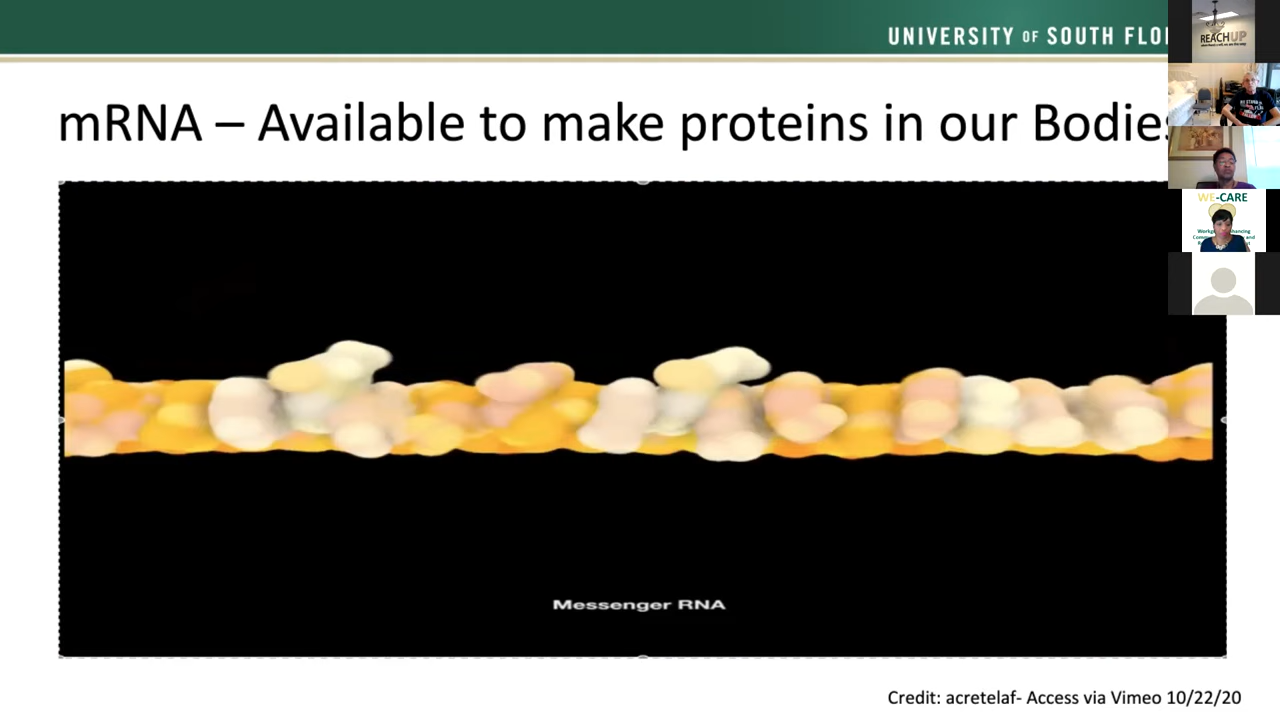 UNIVERSITY OF SOUTH FLO
mRNA – Available to make proteins in our Bodies
Messenger RNA
Credit: acretelaf- Access via Vimeo 10/22/20
REACHUP
WE-CARE